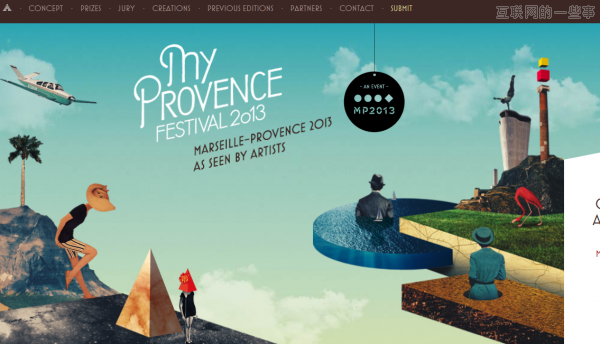 CONCEPT · PRIZES · JURY · CREATIONS · PREVIOUS EDITIONS · PARTNERS · CONTACT · SUBMIT
互联网的一些事
My
PROVENCE
FESTIVAL 2013
MARSEILLE-PROVENCE 2013
AS SEEN BY ARTISTS
- AN EVENT -
MP2013